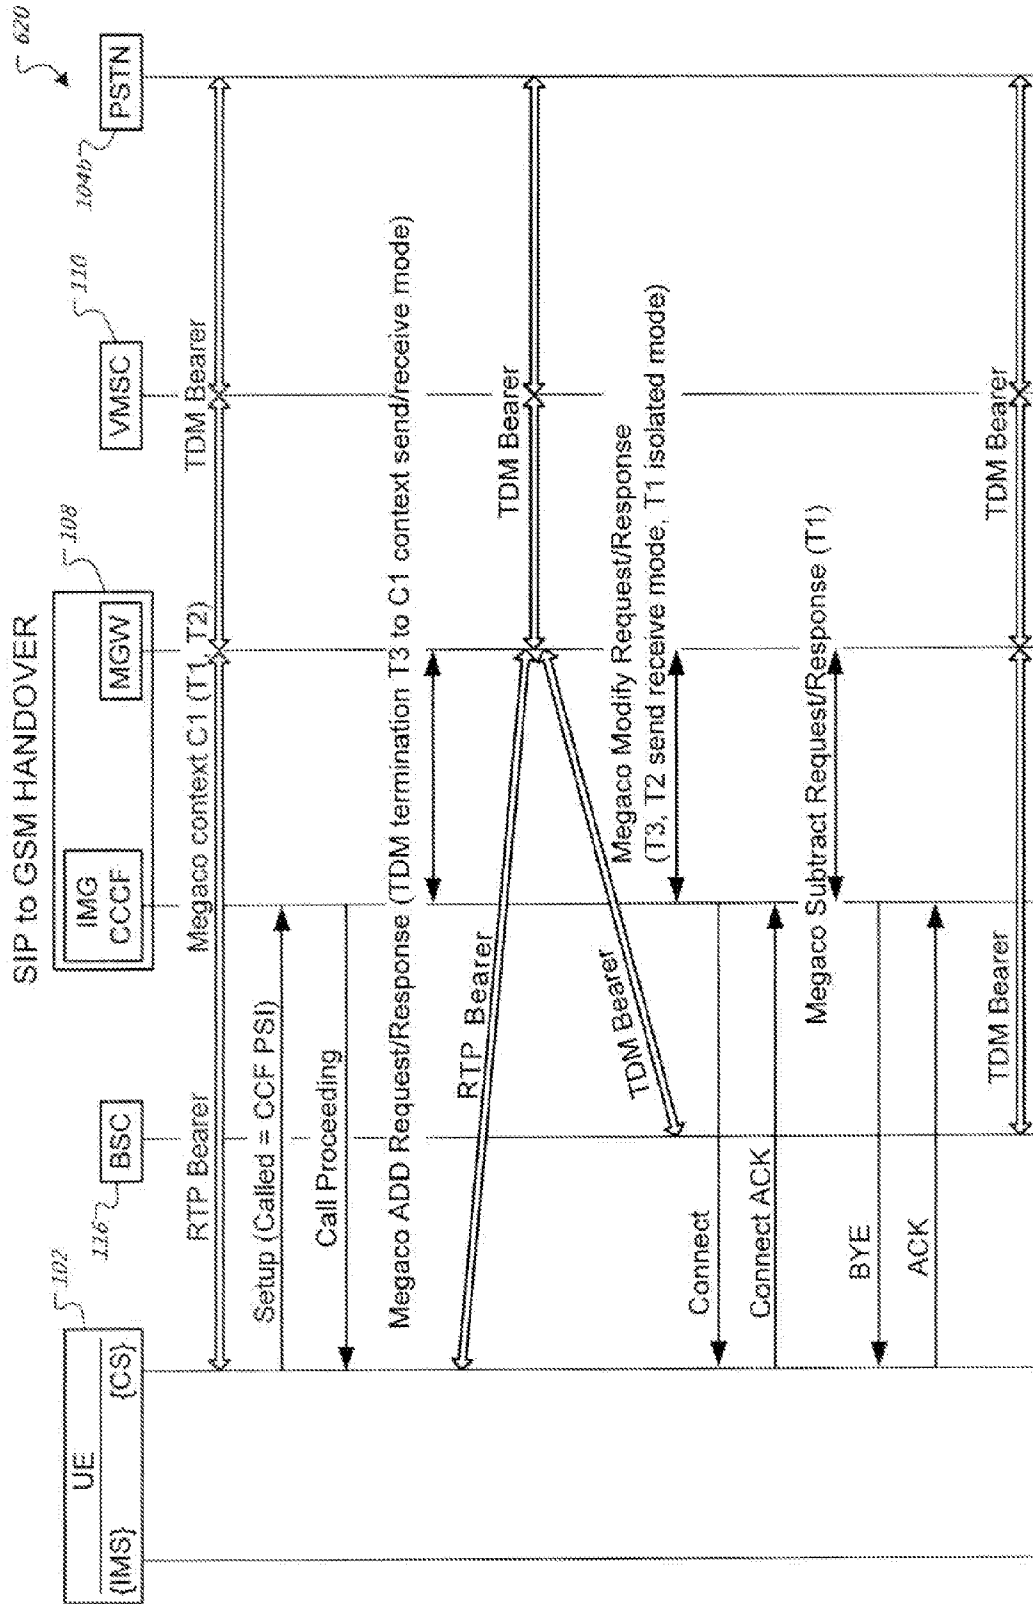 SIP to GSM HANDOVER
620
102
UE
{IMS}
{CS}
116
BSC
108
IMG
CCCF
MGW
110
VMSC
104b
PSTN
RTP Bearer
Megaco context C1 (T1, T2)
TDM Bearer
Setup (Called = CCF PSI)
Call Proceeding
Megaco ADD Request/Response (TDM termination T3 to C1 context send/receive mode)
RTP Bearer
TDM Bearer
TDM Bearer
Megaco Modify Request/Response
(T3, T2 send receive mode, T1 isolated mode)
Connect
Connect ACK
Megaco Subtract Request/Response (T1)
BYE
ACK
TDM Bearer
TDM Bearer